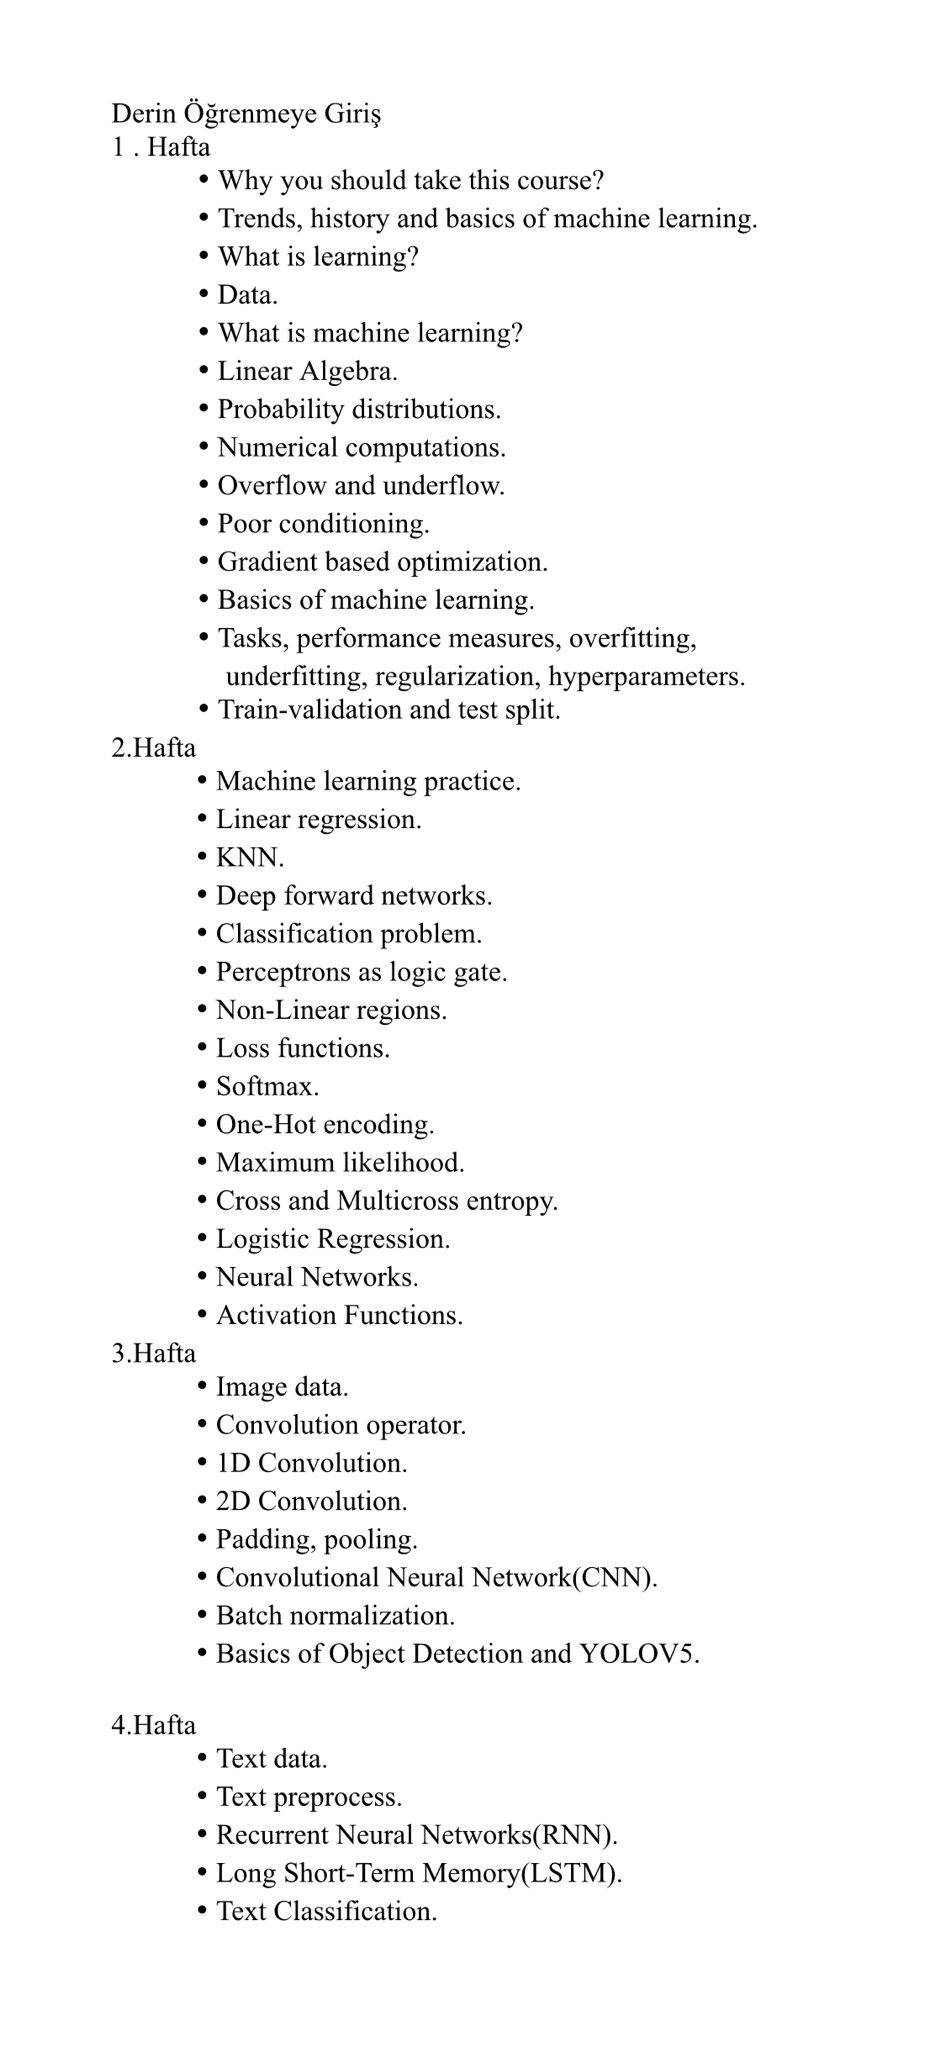 Derin Öğrenmeye Giriş
1 . Hafta
• Why you should take this course?
• Trends, history and basics of machine learning.
• What is learning?
• Data.
• What is machine learning?
• Linear Algebra.
• Probability distributions.
• Numerical computations.
• Overflow and underflow.
• Poor conditioning.
• Gradient based optimization.
• Basics of machine learning.
• Tasks, performance measures, overfitting,
underfitting, regularization, hyperparameters.
• Train-validation and test split.
2.Hafta
• Machine learning practice.
• Linear regression.
• KNN.
• Deep forward networks.
• Classification problem.
• Perceptrons as logic gate.
• Non-Linear regions.
• Loss functions.
• Softmax.
• One-Hot encoding.
• Maximum likelihood.
• Cross and Multicross entropy.
• Logistic Regression.
• Neural Networks.
• Activation Functions.
3.Hafta
• Image data.
• Convolution operator.
• 1D Convolution.
• 2D Convolution.
• Padding, pooling.
• Convolutional Neural Network(CNN).
• Batch normalization.
• Basics of Object Detection and YOLOV5.
4.Hafta
• Text data.
• Text preprocess.
• Recurrent Neural Networks(RNN).
• Long Short-Term Memory(LSTM).
• Text Classification.